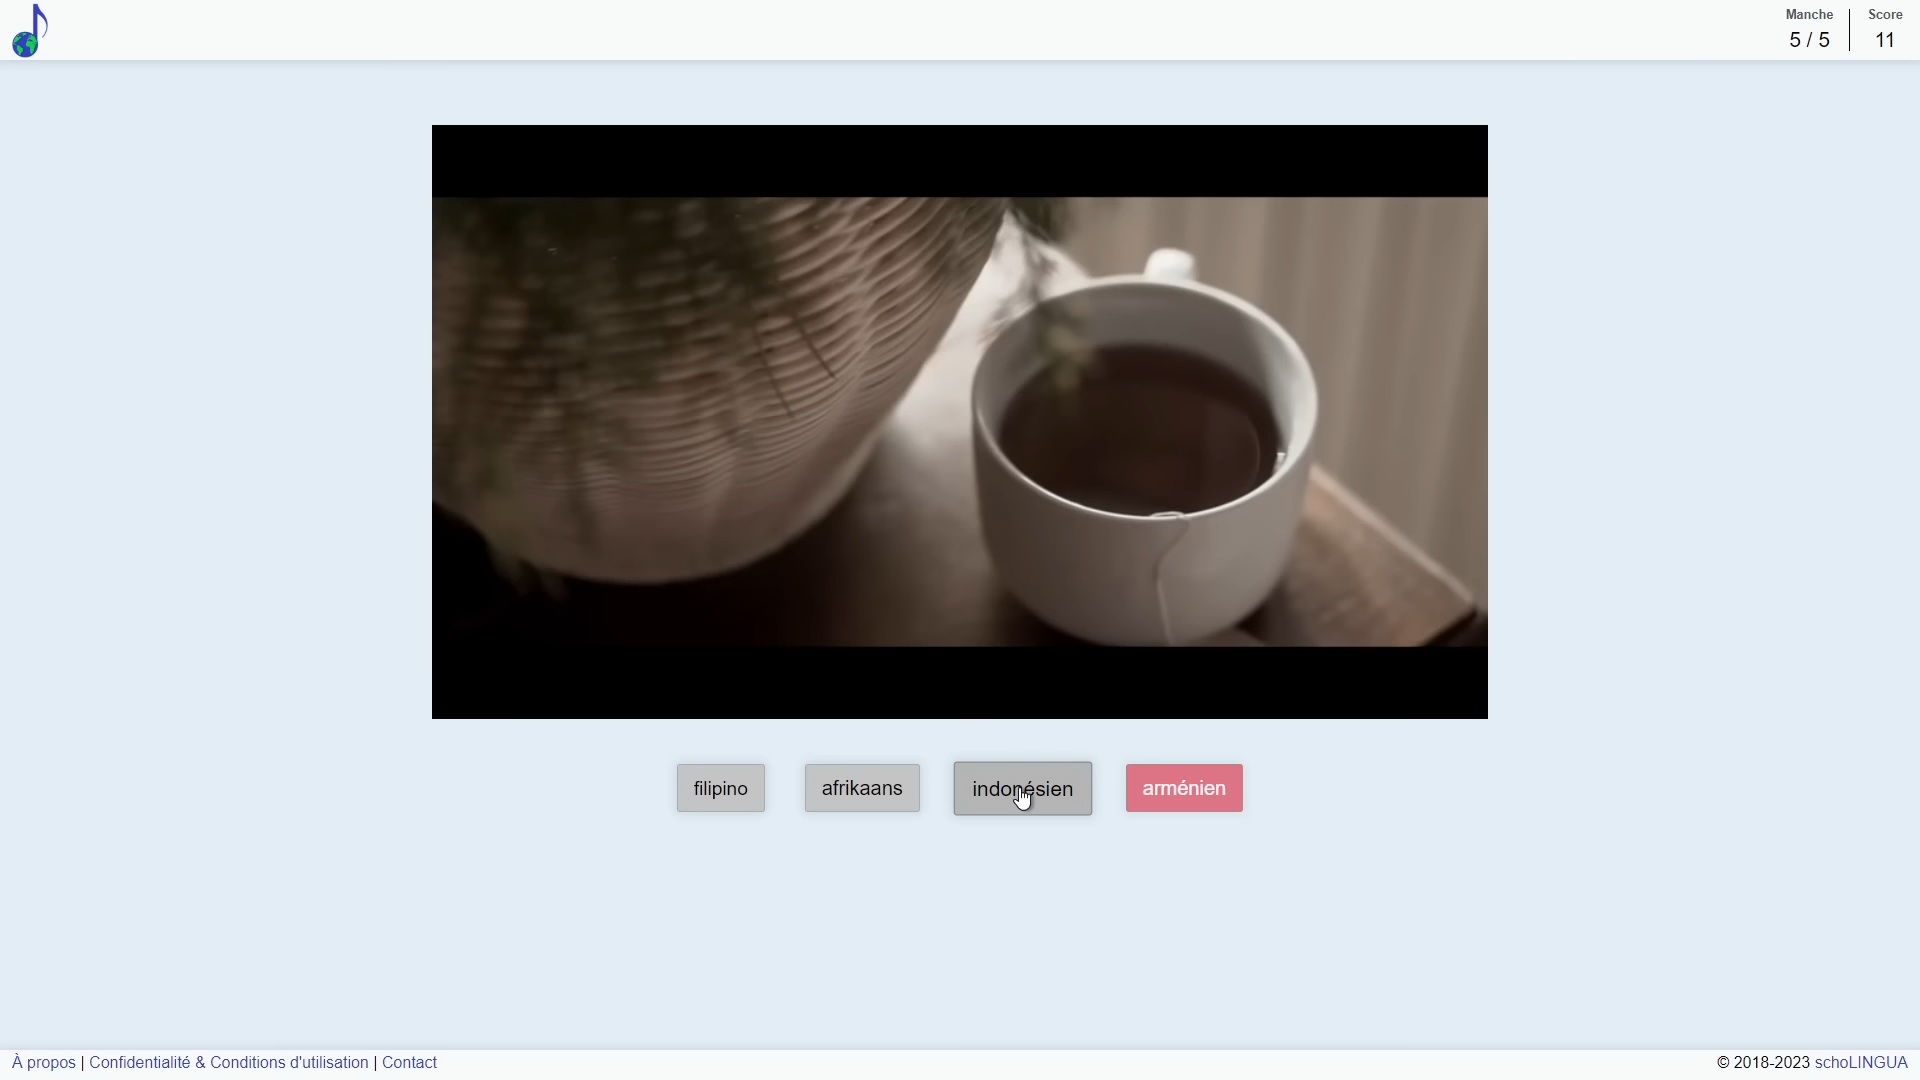 Manche
5 / 5
Score
11
filipino
afrikaans
indonésien
arménien
À propos | Confidentialité & Conditions d'utilisation | Contact
© 2018-2023 schoLINGUA